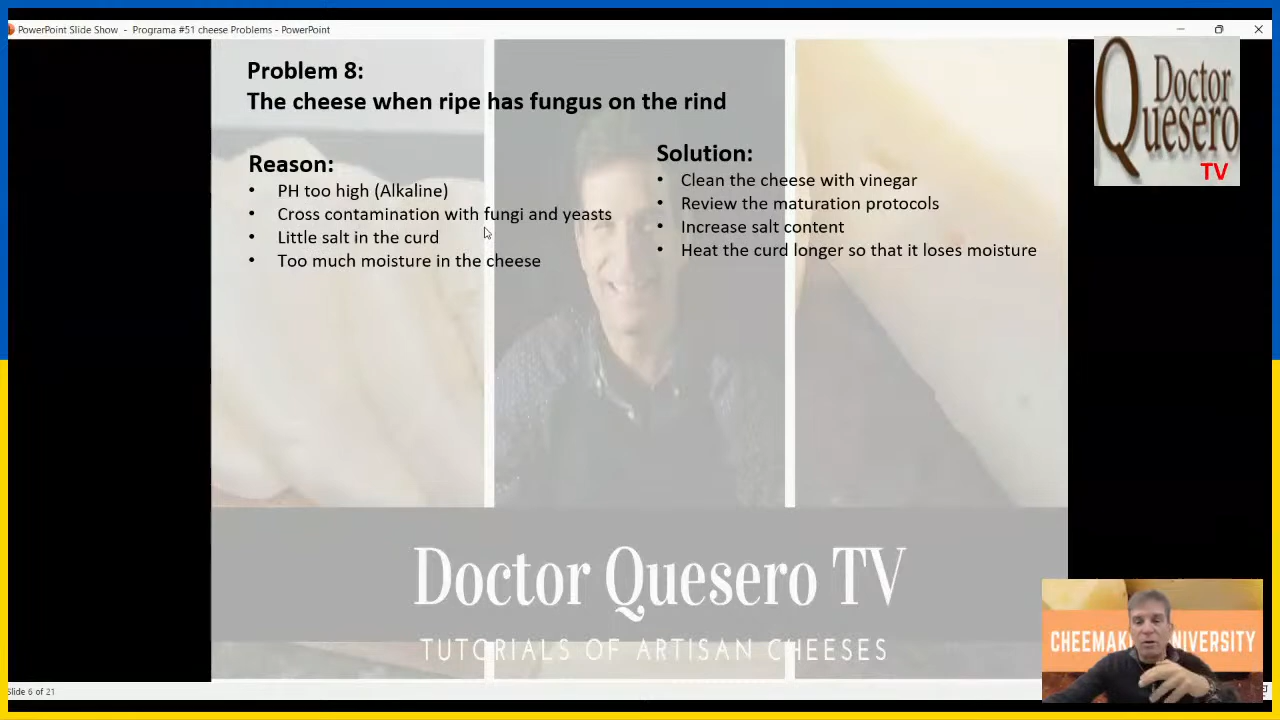 PowerPoint Slide Show - Programa #51 cheese Problems - PowerPoint
Problem 8:
The cheese when ripe has fungus on the rind
Reason:
• PH too high (Alkaline)
• Cross contamination with fungi and yeasts
• Little salt in the curd
• Too much moisture in the cheese
Solution:
• Clean the cheese with vinegar
• Review the maturation protocols
• Increase salt content
• Heat the curd longer so that it loses moisture
Doctor
Quesero
TV
Doctor Quesero TV
TUTORIALS OF ARTISAN CHEESES
CHEEMAK NIVERSITY
Slide 6 of 21